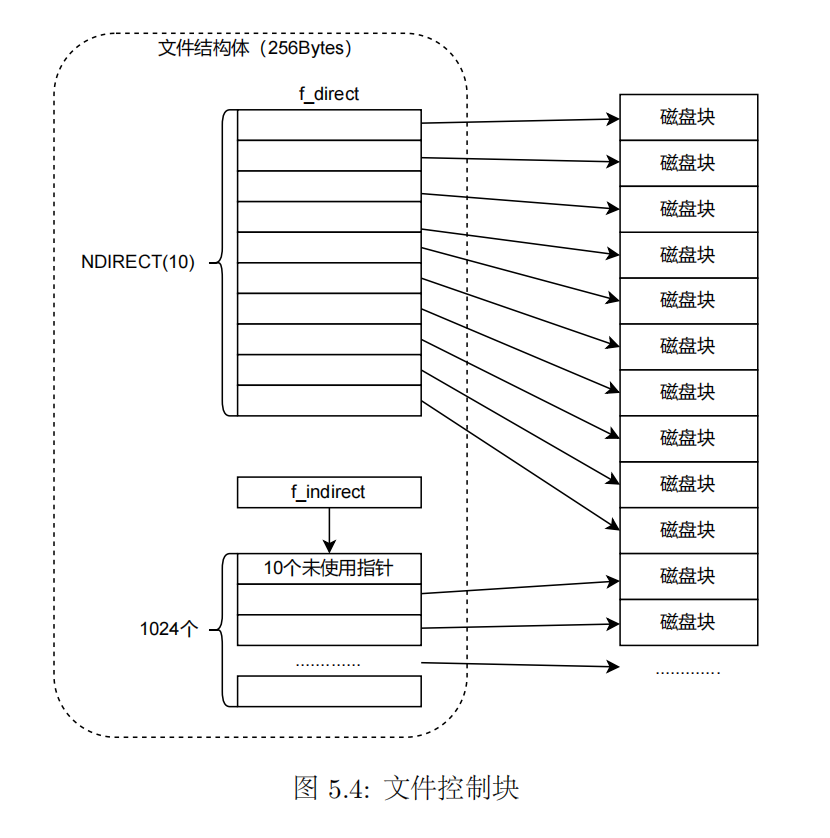 文件结构体（256Bytes）
f_direct
NDIRECT(10)
磁盘块
磁盘块
磁盘块
磁盘块
磁盘块
磁盘块
磁盘块
磁盘块
磁盘块
磁盘块
f_indirect
10个未使用指针
磁盘块
1024个
磁盘块
.............
.............
图 5.4: 文件控制块